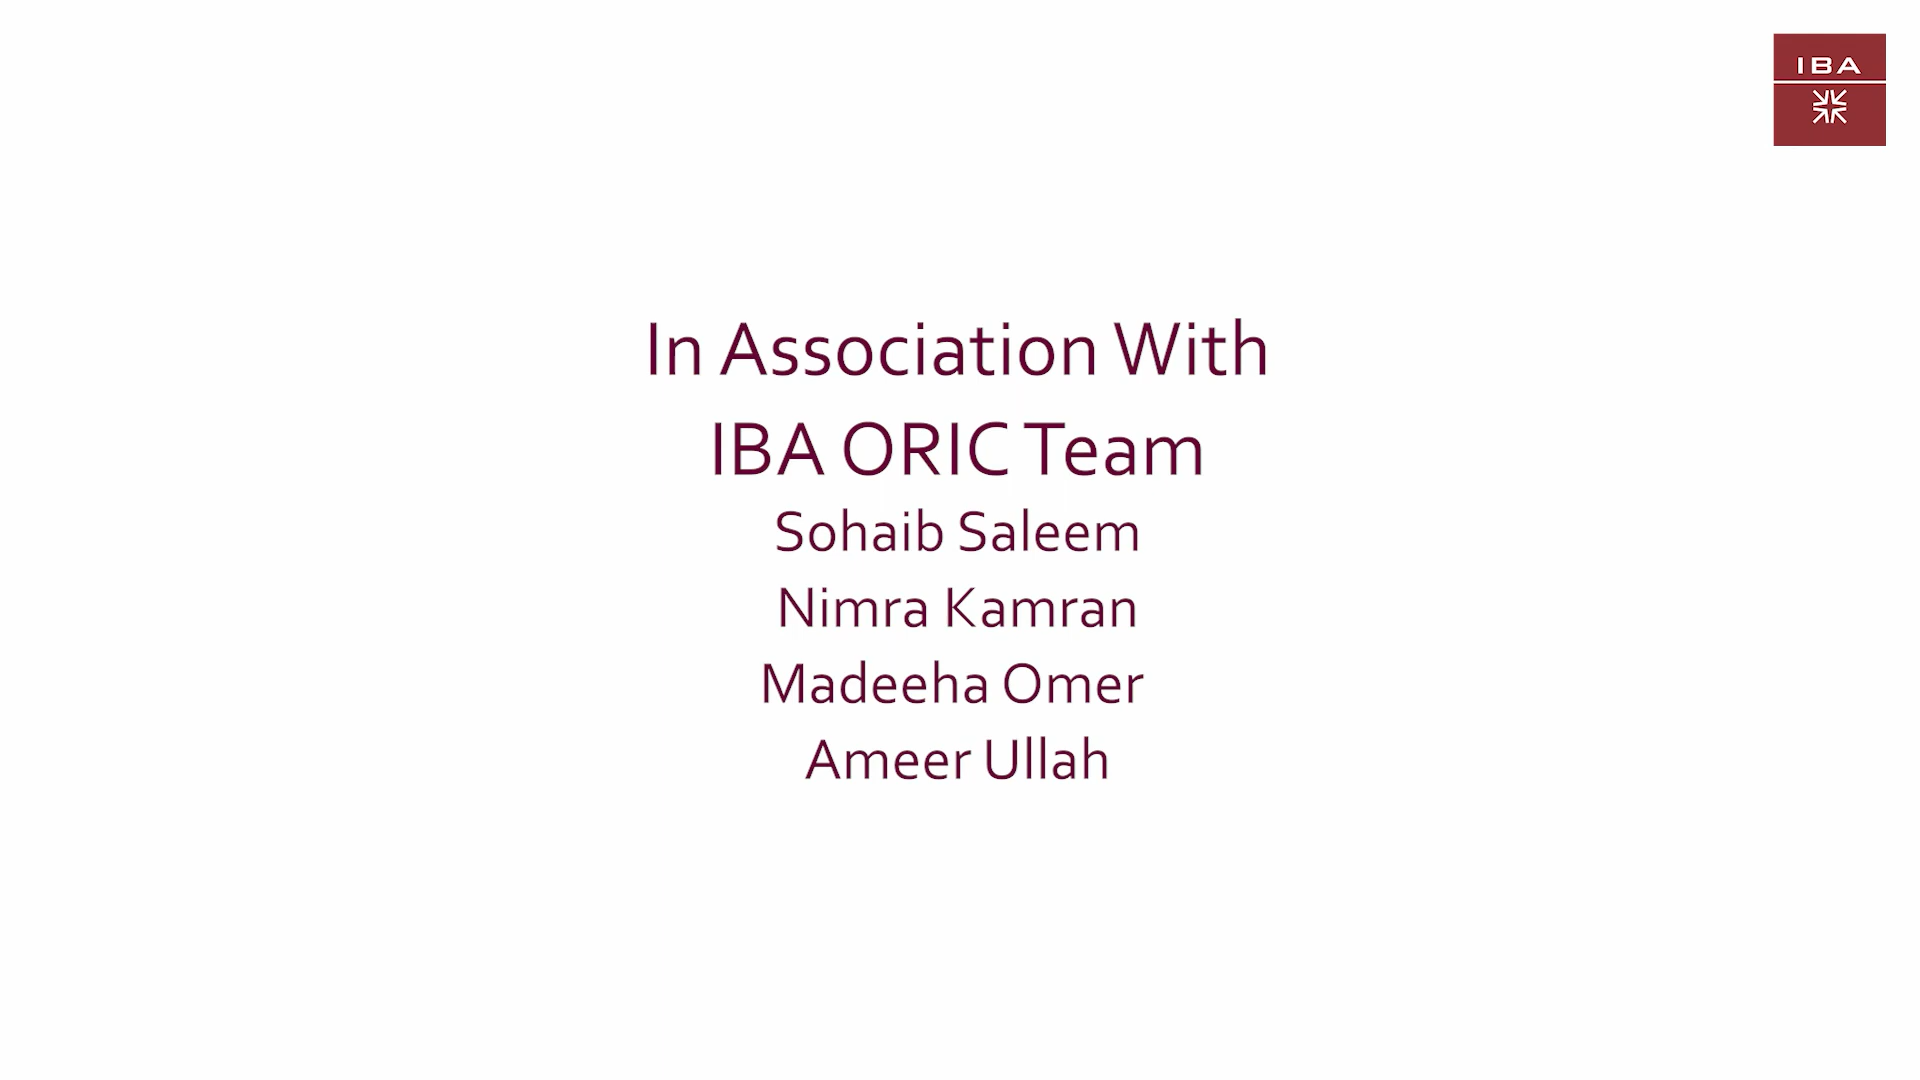 IBA
In Association With
IBA ORIC Team
Sohaib Saleem
Nimra Kamran
Madeeha Omer
Ameer Ullah